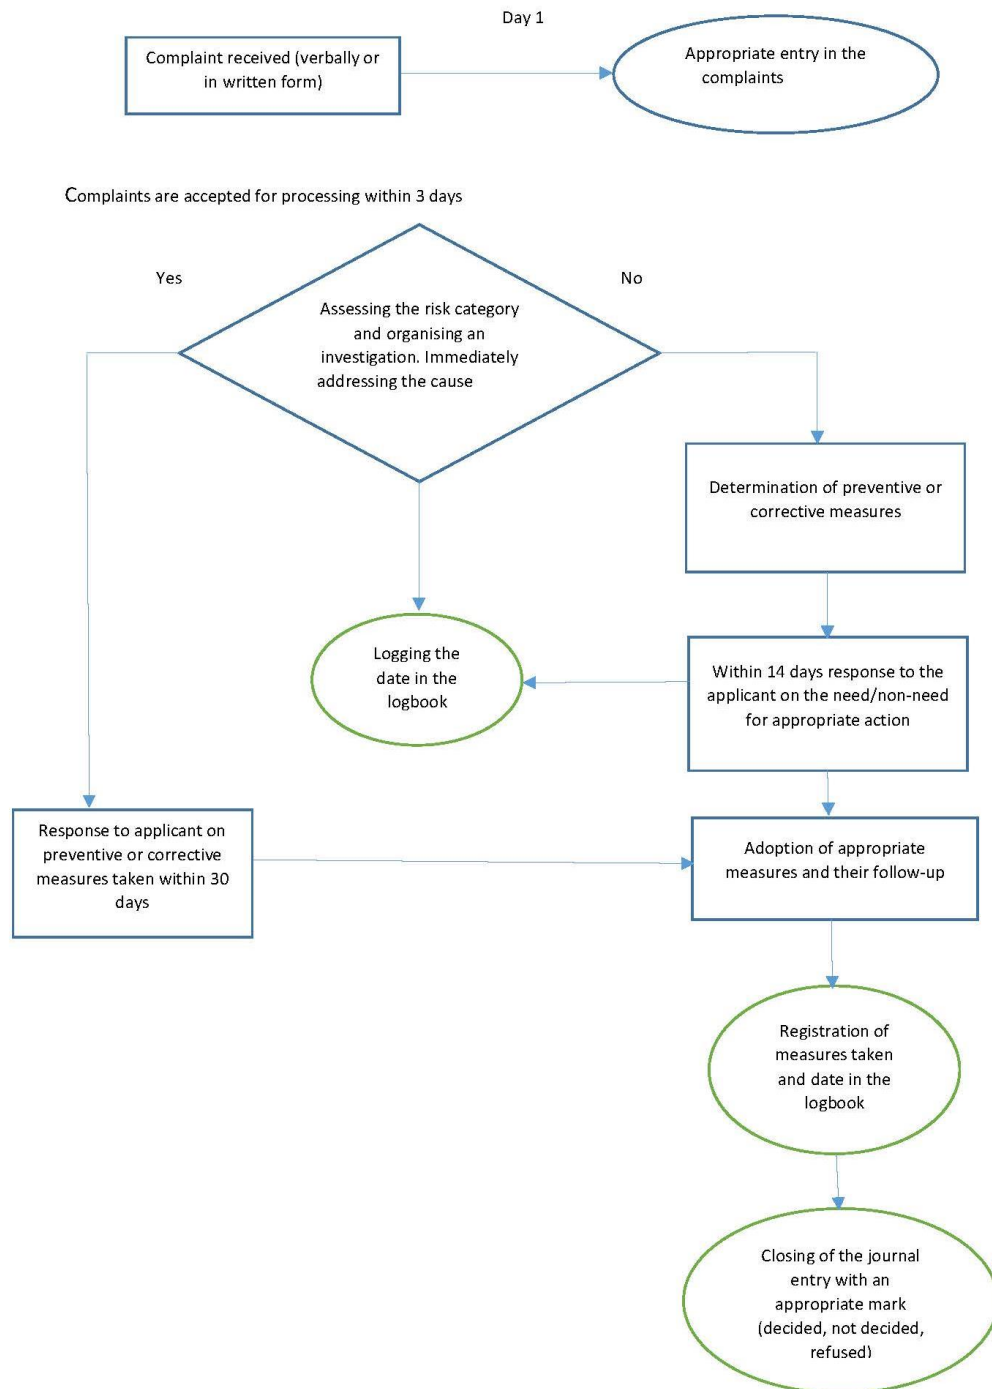 Day 1
Complaint received (verbally or
in written form)
Appropriate entry in the
complaints
Complaints are accepted for processing within 3 days
Yes
No
Assessing the risk category
and organising an
investigation. Immediately
addressing the cause
Determination of preventive or
corrective measures
Logging the
date in the
logbook
Within 14 days response to the
applicant on the need/non-need
for appropriate action
Response to applicant on
preventive or corrective
measures taken within 30
days
Adoption of appropriate
measures and their follow-up
Registration of
measures taken
and date in the
logbook
Closing of the journal
entry with an
appropriate mark
(decided, not decided,
refused)